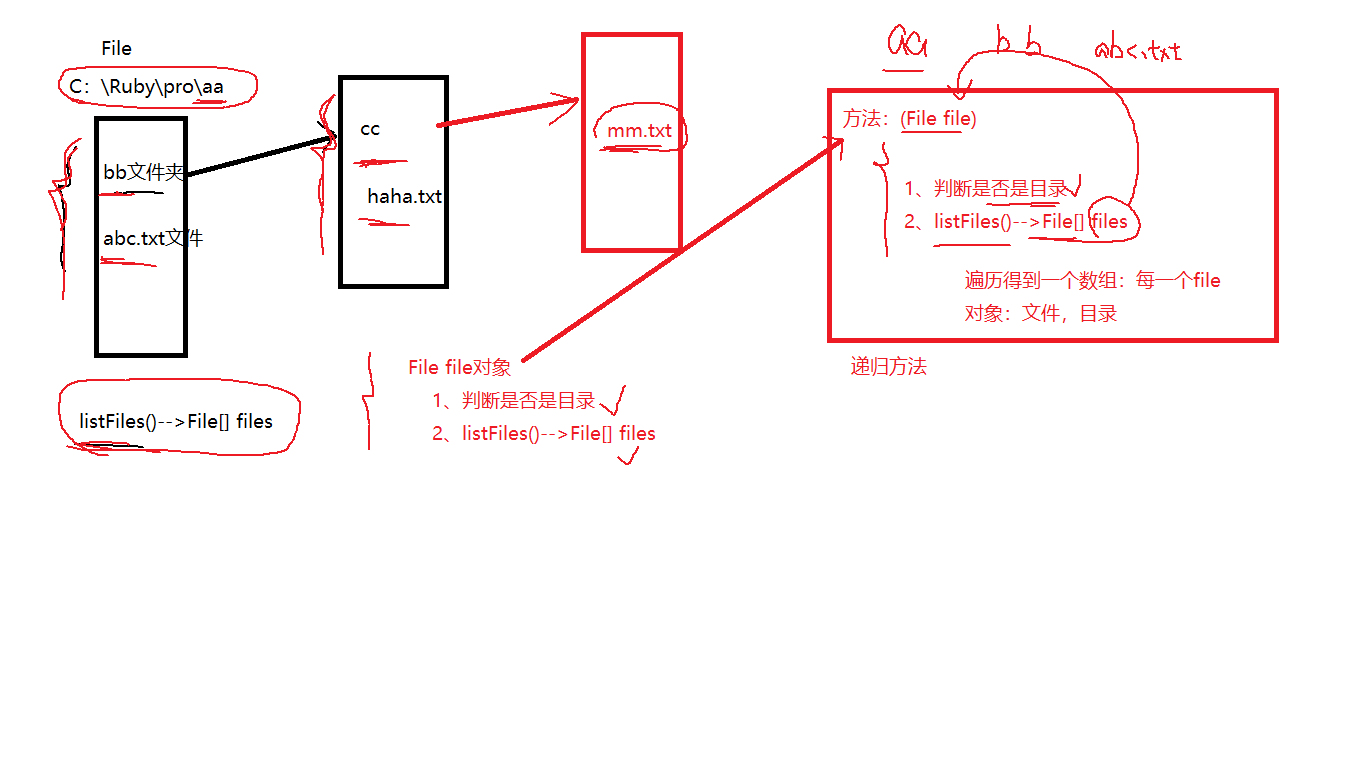 File
C：\Ruby\pro\aa
bb文件夹
abc.txt文件
listFiles()-->File[] files
cc
haha.txt
mm.txt
File file对象
1、判断是否是目录
2、listFiles()-->File[] files
aa
bb
abc.txt
方法：(File file)
1、判断是否是目录
2、listFiles()-->File[] files
遍历得到一个数组：每一个file
对象：文件，目录
递归方法